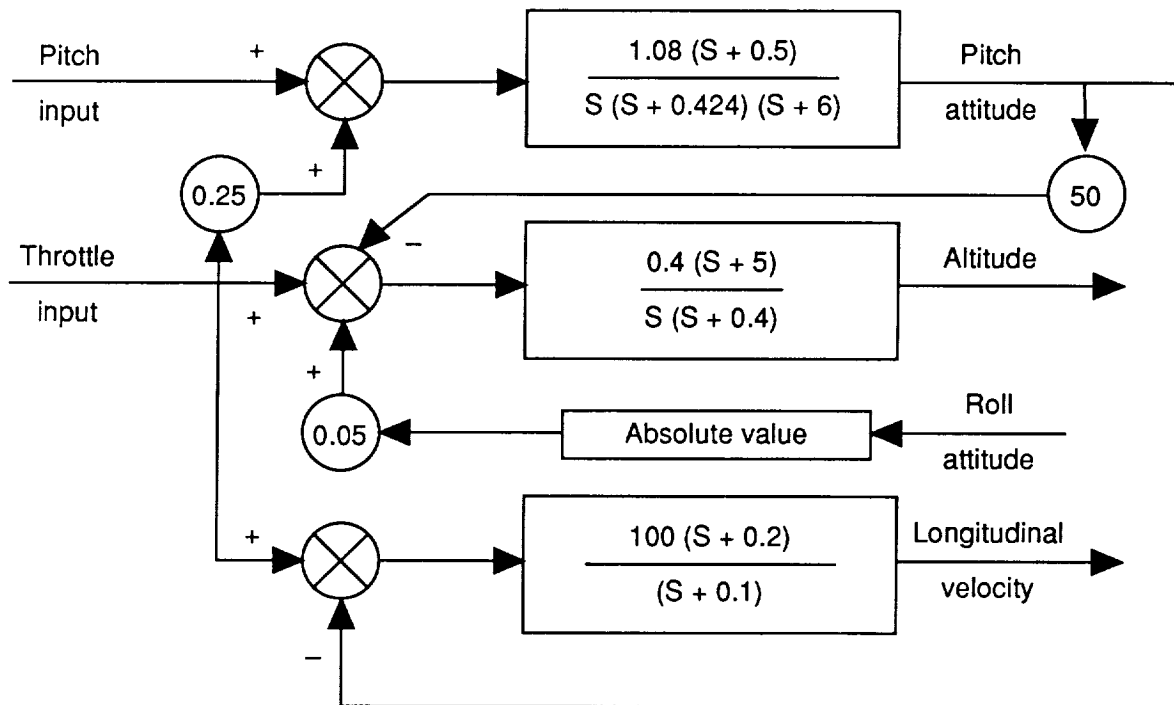 Pitch
input
+
+
1.08 (S + 0.5)
S (S + 0.424) (S + 6)
Pitch
attitude
0.25
50
Throttle
input
+
−
+
0.4 (S + 5)
S (S + 0.4)
Altitude
0.05
Absolute value
Roll
attitude
+
−
100 (S + 0.2)
(S + 0.1)
Longitudinal
velocity